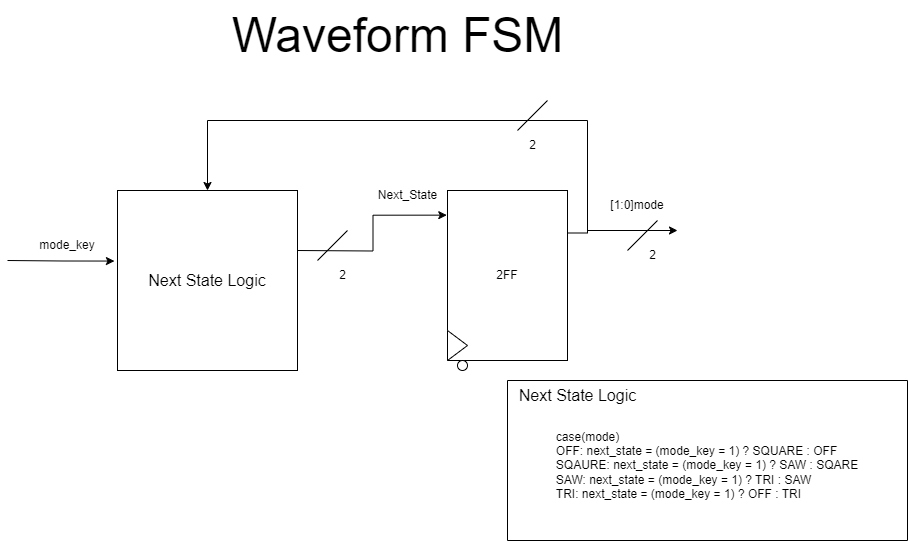 Waveform FSM
2
Next_State
[1:0]mode
mode_key
2
2
Next State Logic
2FF
Next State Logic
case(mode)
OFF: next_state = (mode_key = 1) ? SQUARE : OFF
SQAURE: next_state = (mode_key = 1) ? SAW : SQARE
SAW: next_state = (mode_key = 1) ? TRI : SAW
TRI: next_state = (mode_key = 1) ? OFF : TRI